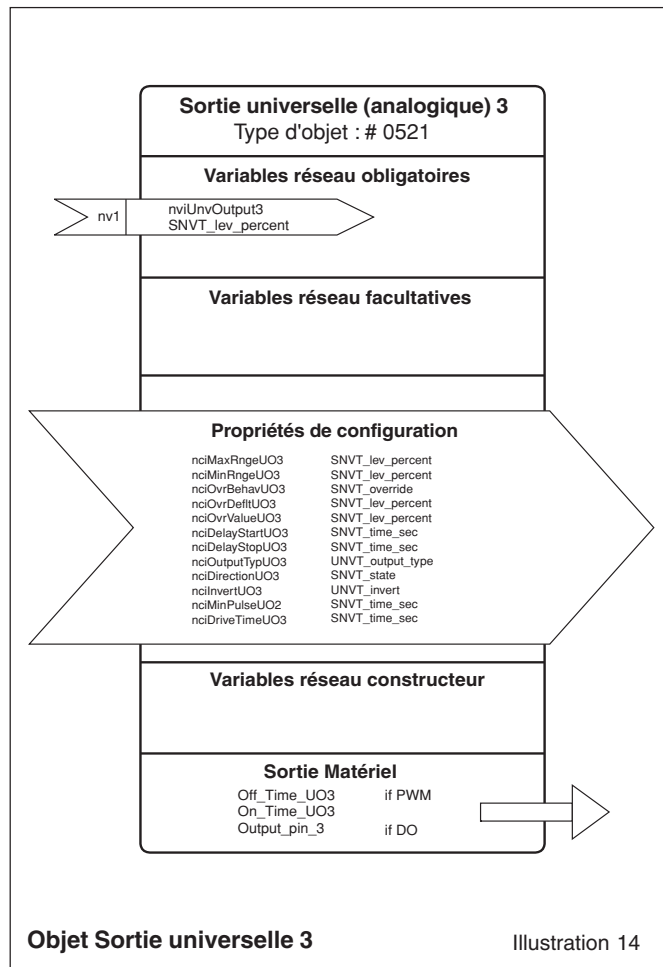 Sortie universelle (analogique) 3
Type d'objet : # 0521
Variables réseau obligatoires
nv1
nviUnvOutput3
SNVT_lev_percent
Variables réseau facultatives
Propriétés de configuration
nciMaxRngeUO3 SNVT_lev_percent
nciMinRngeUO3 SNVT_lev_percent
nciOvrBehavUO3 SNVT_override
nciOvrDefltUO3 SNVT_lev_percent
nciOvrValueUO3 SNVT_lev_percent
nciDelayStartUO3 SNVT_time_sec
nciDelayStopUO3 SNVT_time_sec
nciOutputTypUO3 UNVT_output_type
nciDirectionUO3 SNVT_state
nciInvertUO3 UNVT_invert
nciMinPulseUO2 SNVT_time_sec
nciDriveTimeUO3 SNVT_time_sec
Variables réseau constructeur
Sortie Matériel
Off_Time_UO3 if PWM
On_Time_UO3
Output_pin_3 if DO
Objet Sortie universelle 3 Illustration 14